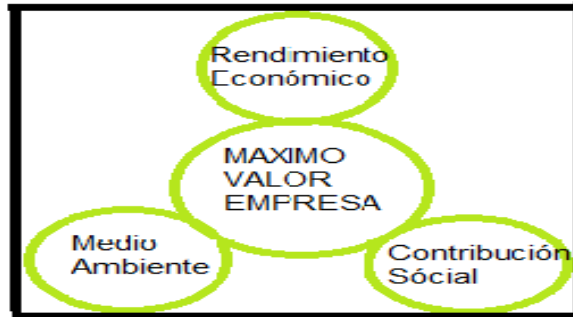 Rendimiento
Económico
MAXIMO
VALOR
EMPRESA
Medio
Ambiente
Contribución
Sócial